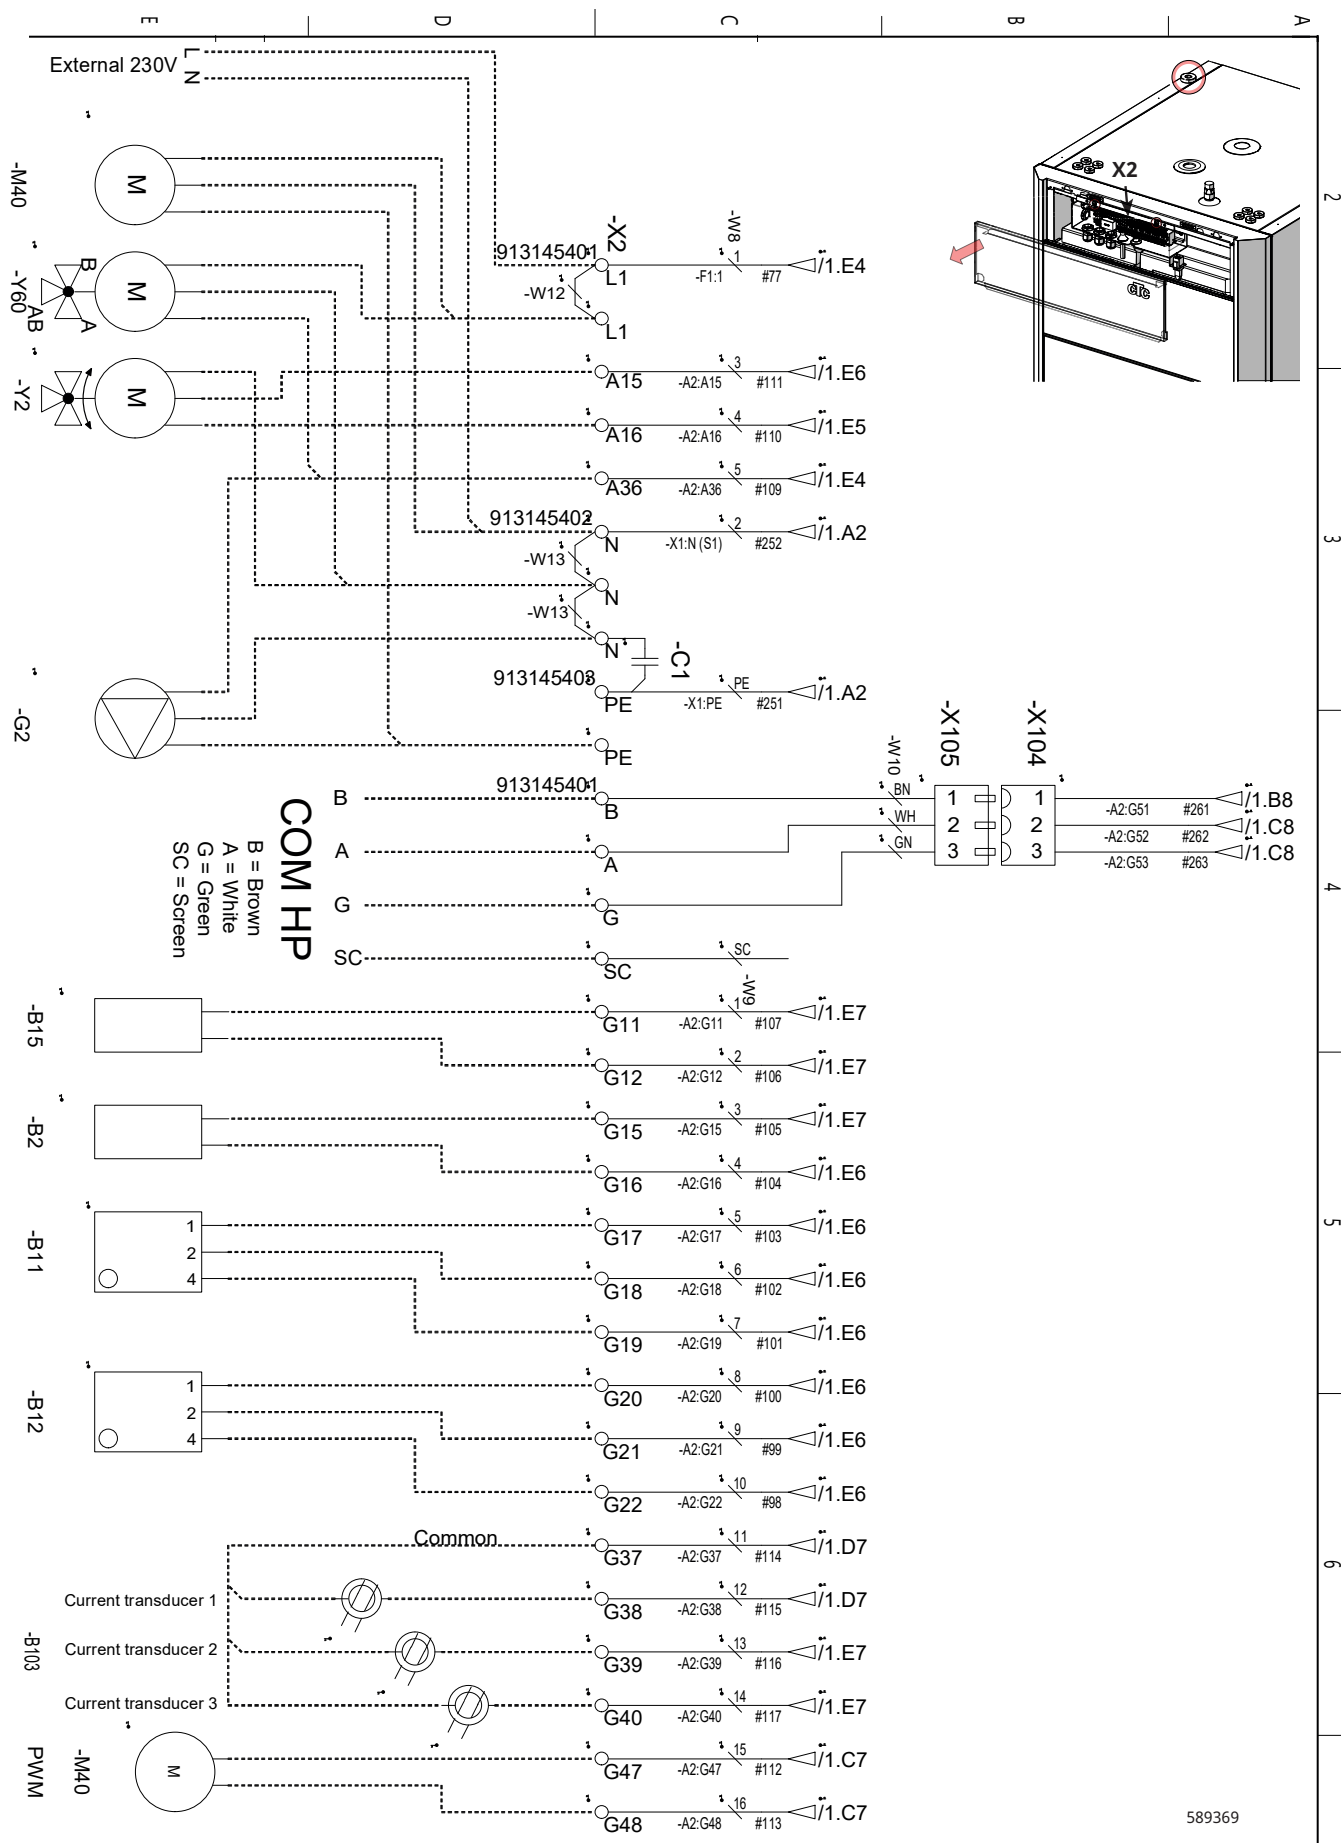 E D C B A
External 230V L
N
X2
2
-M40 M
-X2
-W8
913145401
L1 -F1:1 1 #77 /1.E4
-W12
B
-Y60 M
AB A
L1
CTC
A15 -A2:A15 3 #111 /1.E6
-Y2 M
A16 -A2:A16 4 #110 /1.E5
A36 -A2:A36 5 #109 /1.E4
913145402
N -X1:N (S1) 2 #252 /1.A2
3
-W13
N
-W13
N
-C1
913145403
PE -X1:PE PE #251 /1.A2
-G2
PE
-X105 -X104
-W10
B 913145401 B BN 1 1 -A2:G51 #261 /1.B8
WH 2 2 -A2:G52 #262 /1.C8
A A GN 3 3 -A2:G53 #263 /1.C8
4
G G
SC SC SC
COM HP
B = Brown
A = White
G = Green
SC = Screen
-W9
-B15 G11 -A2:G11 1 #107 /1.E7
G12 -A2:G12 2 #106 /1.E7
-B2 G15 -A2:G15 3 #105 /1.E7
G16 -A2:G16 4 #104 /1.E6
5
-B11 1 G17 -A2:G17 5 #103 /1.E6
2 G18 -A2:G18 6 #102 /1.E6
4 G19 -A2:G19 7 #101 /1.E6
-B12 1 G20 -A2:G20 8 #100 /1.E6
2 G21 -A2:G21 9 #99 /1.E6
4 G22 -A2:G22 10 #98 /1.E6
Common G37 -A2:G37 11 #114 /1.D7
6
Current transducer 1 G38 -A2:G38 12 #115 /1.D7
-B103
Current transducer 2 G39 -A2:G39 13 #116 /1.E7
Current transducer 3 G40 -A2:G40 14 #117 /1.E7
PWM -M40 M G47 -A2:G47 15 #112 /1.C7
G48 -A2:G48 16 #113 /1.C7
589369